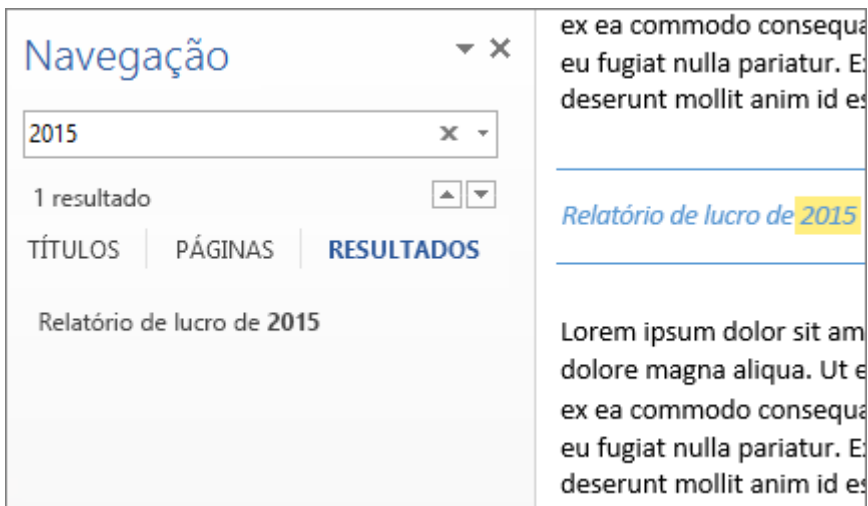 Navegação
2015
1 resultado
TÍTULOS PÁGINAS RESULTADOS
Relatório de lucro de 2015
ex ea commodo consequa
eu fugiat nulla pariatur. E
deserunt mollit anim id es
Relatório de lucro de 2015
Lorem ipsum dolor sit am
dolore magna aliqua. Ut e
ex ea commodo consequa
eu fugiat nulla pariatur. E
deserunt mollit anim id es